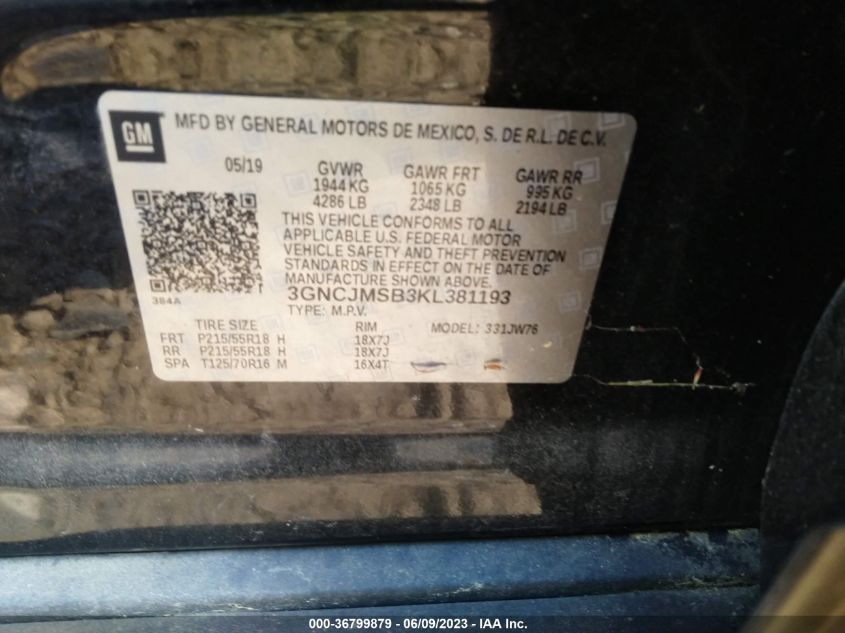 GM MFD BY GENERAL MOTORS DE MEXICO, S. DE R.L. DE C.V.
05/19 GVWR GAWR FRT GAWR RR
1944 KG 1065 KG 995 KG
4286 LB 2348 LB 2194 LB
THIS VEHICLE CONFORMS TO ALL
APPLICABLE U.S. FEDERAL MOTOR
VEHICLE SAFETY AND THEFT PREVENTION
STANDARDS IN EFFECT ON THE DATE OF
MANUFACTURE SHOWN ABOVE.
384A
3GNCJMSB3KL381193
TYPE: M.P.V. MODEL: 331JW76
TIRE SIZE RIM
FRT P215/55R18 H 18X7J
RR P215/55R18 H 18X7J
SPA T125/70R16 M 16X4T
000-36799879 - 06/09/2023 - IAA Inc.